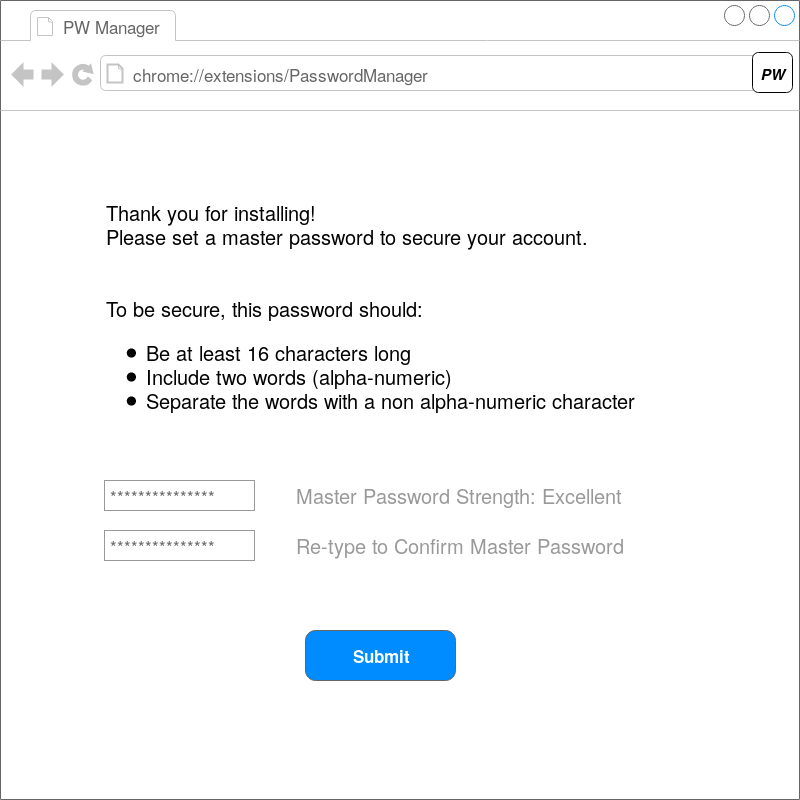 PW Manager
chrome://extensions/PasswordManager
PW
Thank you for installing!
Please set a master password to secure your account.
To be secure, this password should:
Be at least 16 characters long
Include two words (alpha-numeric)
Separate the words with a non alpha-numeric character
***************
Master Password Strength: Excellent
***************
Re-type to Confirm Master Password
Submit